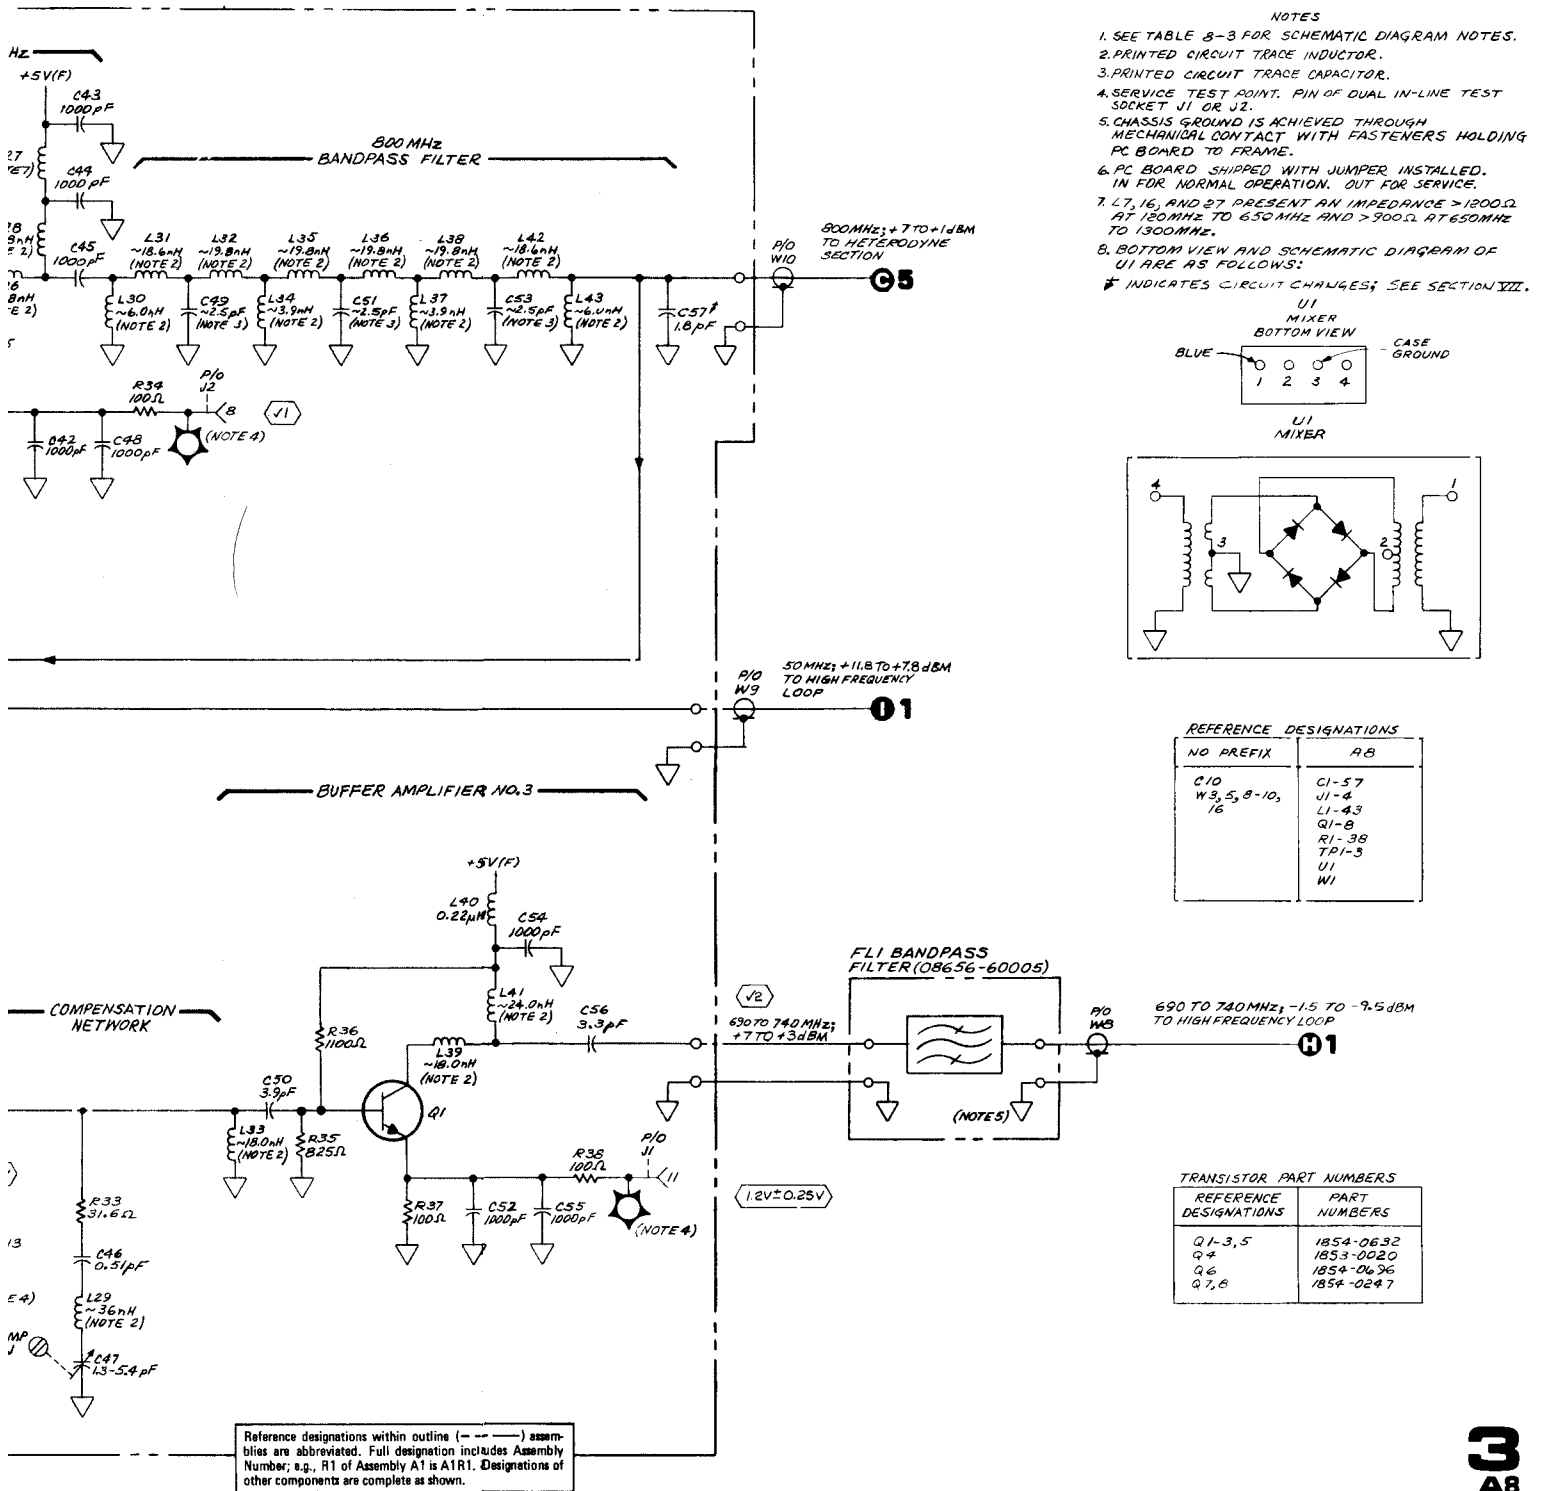 NOTES
1. SEE TABLE 8-3 FOR SCHEMATIC DIAGRAM NOTES.
2. PRINTED CIRCUIT TRACE INDUCTOR.
3. PRINTED CIRCUIT TRACE CAPACITOR.
4. SERVICE TEST POINT. PIN OF DUAL IN-LINE TEST
SOCKET J1 OR J2.
5. CHASSIS GROUND IS ACHIEVED THROUGH
MECHANICAL CONTACT WITH FASTENERS HOLDING
PC BOARD TO FRAME.
6. PC BOARD SHIPPED WITH JUMPER INSTALLED.
IN FOR NORMAL OPERATION. OUT FOR SERVICE.
7. L7, 16, AND 27 PRESENT AN IMPEDANCE >1200Ω
AT 120MHZ TO 650MHZ AND >900Ω AT 650MHZ
TO 1300MHZ.
8. BOTTOM VIEW AND SCHEMATIC DIAGRAM OF
U1 ARE AS FOLLOWS:
INDICATES CIRCUIT CHANGES; SEE SECTION VII.
U1
MIXER
BOTTOM VIEW
BLUE
CASE
GROUND
1 2 3 4
U1
MIXER
4
3
2
1
HZ
+5V(F)
C43
1000pF
27
C44
1000pF
800MHz
BANDPASS FILTER
C45
1000pF
L31
~18.6nH
(NOTE 2)
L32
~19.8nH
(NOTE 2)
L35
~19.8nH
(NOTE 2)
L36
~19.8nH
(NOTE 2)
L38
~19.8nH
(NOTE 2)
L42
~18.6nH
(NOTE 2)
L30
~6.0nH
(NOTE 2)
C49
~2.5pF
(NOTE 3)
L34
~3.9nH
(NOTE 2)
C51
~2.5pF
(NOTE 3)
L37
~3.9nH
(NOTE 2)
C53
~2.5pF
(NOTE 3)
L43
~6.0nH
(NOTE 2)
C57
1.8pF
P/O
W10
800MHz; +7 TO +1dBM
TO HETERODYNE
SECTION
C5
R34
100Ω
P/O
J2
8
√1
(NOTE 4)
C42
1000pF
C48
1000pF
P/O
W9
50MHZ; +11.8 TO +7.8dBM
TO HIGH FREQUENCY
LOOP
I1
REFERENCE DESIGNATIONS
NO PREFIX A8
C10 C1-57
W3, 5, 8-10, J1-4
16 L1-43
Q1-8
R1-38
TP1-3
U1
W1
BUFFER AMPLIFIER NO.3
+5V(F)
L40
0.22μH
C54
1000pF
COMPENSATION
NETWORK
R36
1100Ω
L41
~24.0nH
(NOTE 2)
C56
3.3pF
L39
~18.0nH
(NOTE 2)
√2
690 TO 740MHz;
+7 TO +3dBM
FL1 BANDPASS
FILTER (08656-60005)
P/O
W8
690 TO 740MHZ; -1.5 TO -9.5dBM
TO HIGH FREQUENCY LOOP
H1
(NOTE 5)
C50
3.9pF
Q1
L33
~18.0nH
(NOTE 2)
R35
825Ω
R38
100Ω
P/O
J1
11
1.2V±0.25V
R37
100Ω
C52
1000pF
C55
1000pF
(NOTE 4)
R33
31.6Ω
C46
0.51pF
L29
~36nH
(NOTE 2)
C47
1.3-5.4pF
TRANSISTOR PART NUMBERS
REFERENCE DESIGNATIONS PART NUMBERS
Q1-3,5 1854-0632
Q4 1853-0020
Q6 1854-0696
Q7,8 1854-0247
Reference designations within outline (– – – ——) assem-
blies are abbreviated. Full designation includes Assembly
Number; e.g., R1 of Assembly A1 is A1R1. Designations of
other components are complete as shown.
3
A8